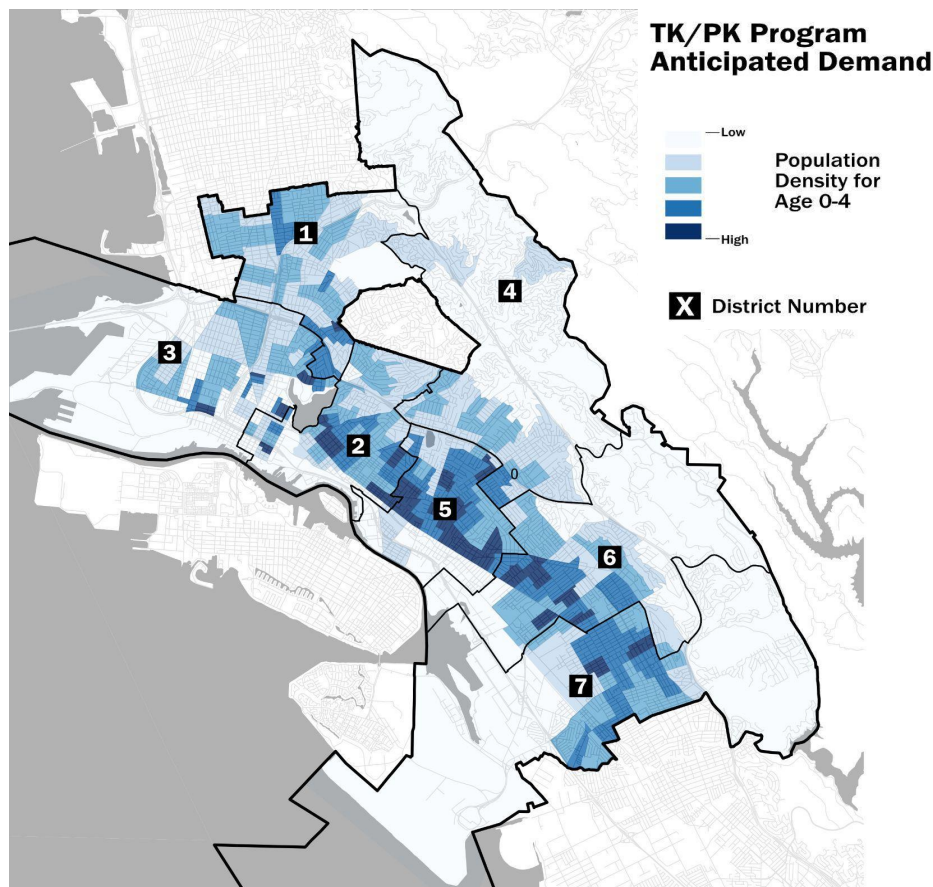 TK/PK Program
Anticipated Demand
Low
Population
Density for
Age 0-4
High
X District Number
1
4
3
2
0
5
6
7